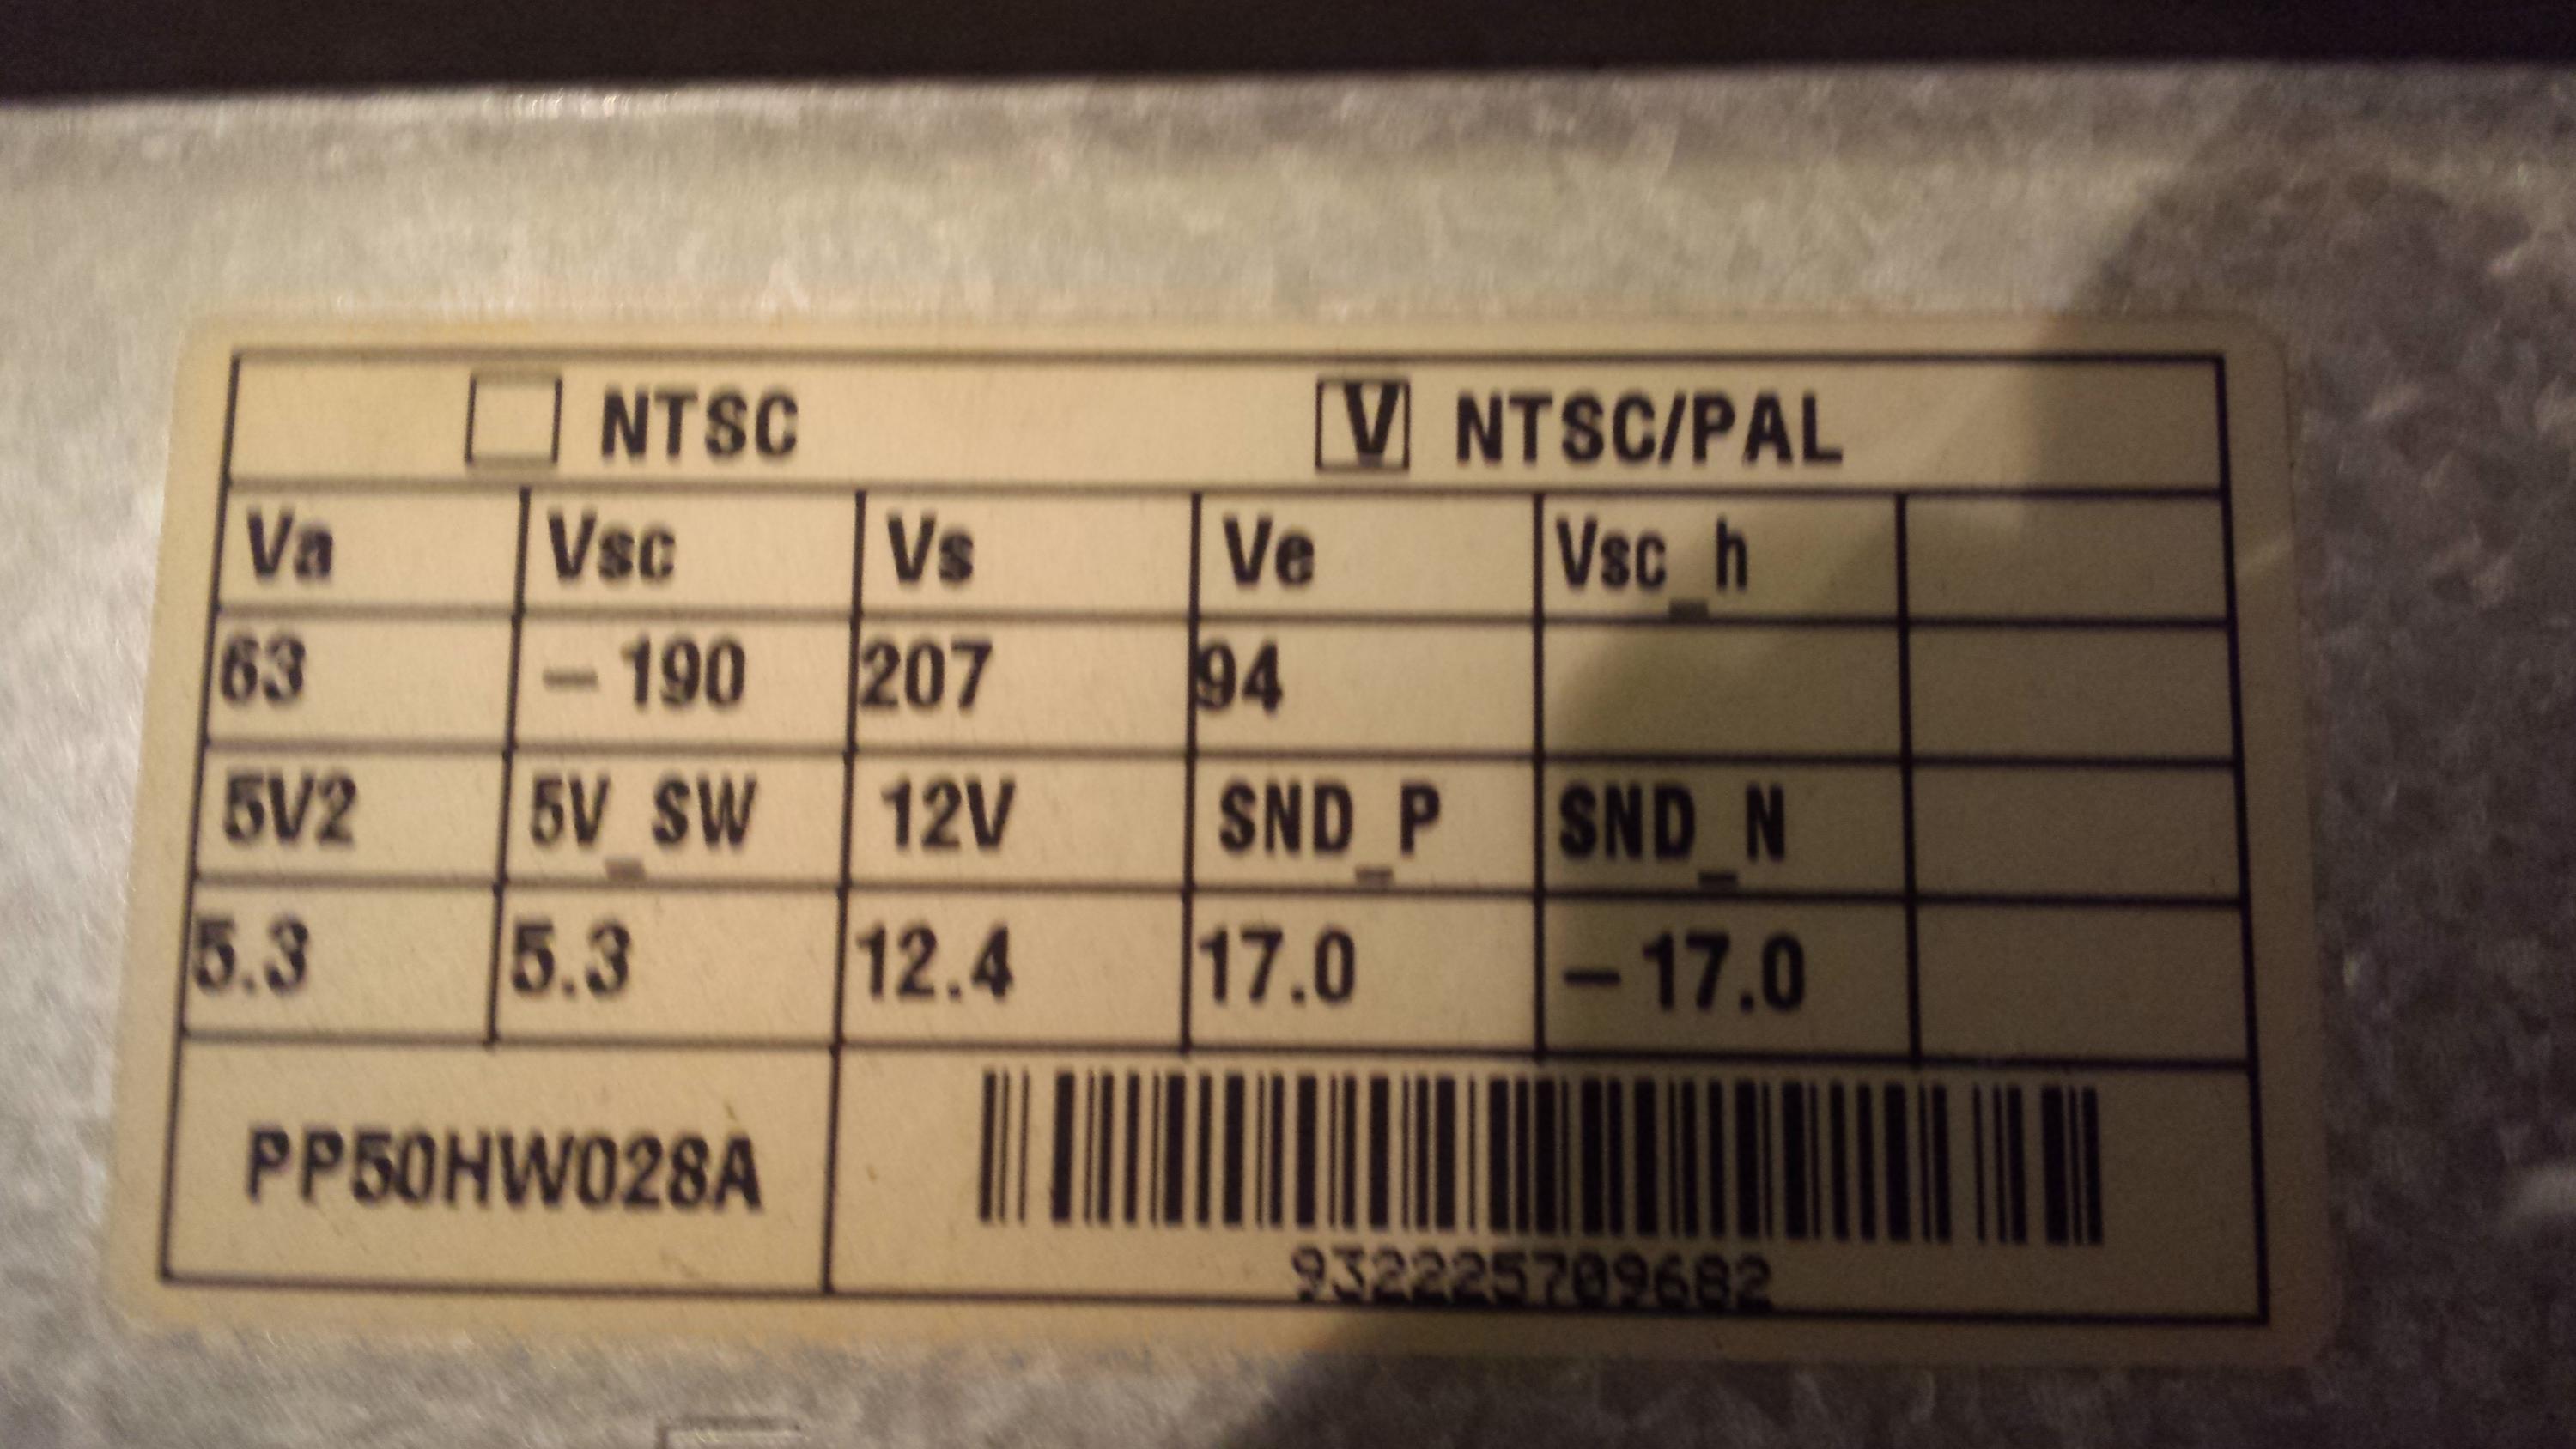 NTSC V NTSC/PAL
Va Vsc Vs Ve Vsc_h
63 -190 207 94
5V2 5V_SW 12V SND_P SND_N
5.3 5.3 12.4 17.0 -17.0
PP50HW028A
932225709682